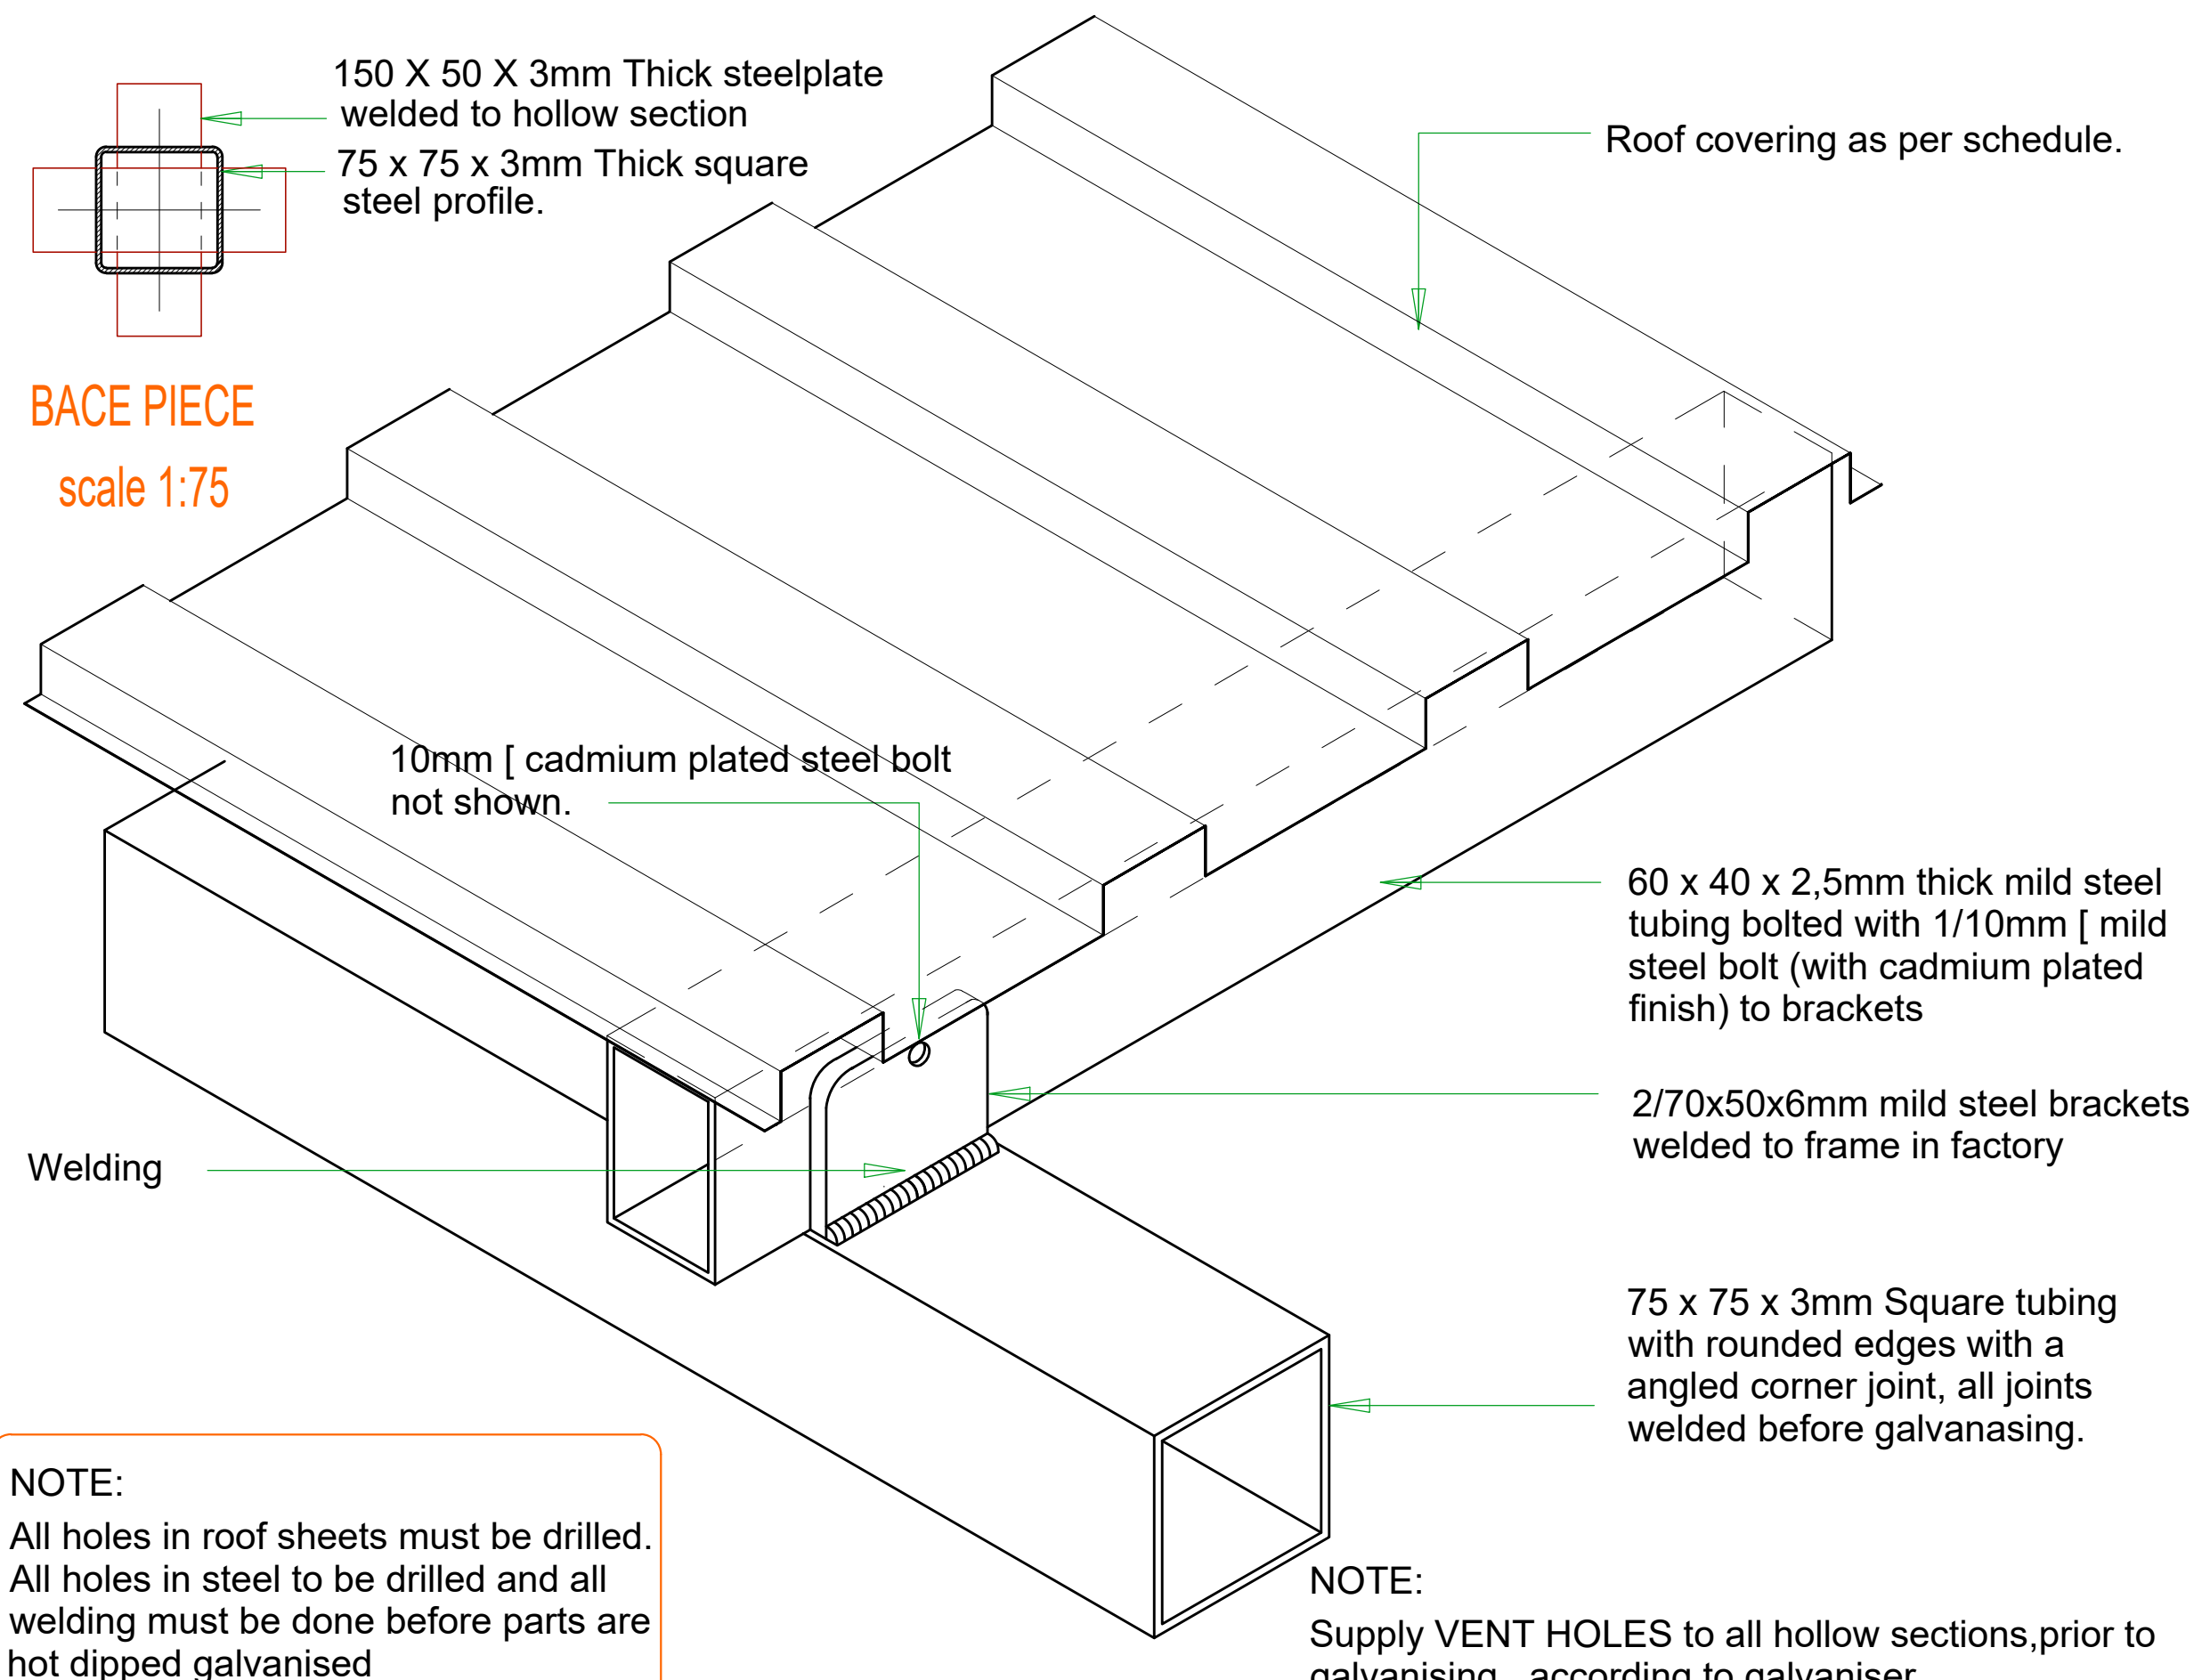 150 X 50 X 3mm Thick steelplate
welded to hollow section
75 x 75 x 3mm Thick square
steel profile.
BACE PIECE
scale 1:75
Roof covering as per schedule.
10mm [ cadmium plated steel bolt
not shown.
60 x 40 x 2,5mm thick mild steel
tubing bolted with 1/10mm [ mild
steel bolt (with cadmium plated
finish) to brackets
2/70x50x6mm mild steel brackets
welded to frame in factory
Welding
75 x 75 x 3mm Square tubing
with rounded edges with a
angled corner joint, all joints
welded before galvanasing.
NOTE:
All holes in roof sheets must be drilled.
All holes in steel to be drilled and all
welding must be done before parts are
hot dipped galvanised
NOTE:
Supply VENT HOLES to all hollow sections,prior to
galvanising , according to galvaniser